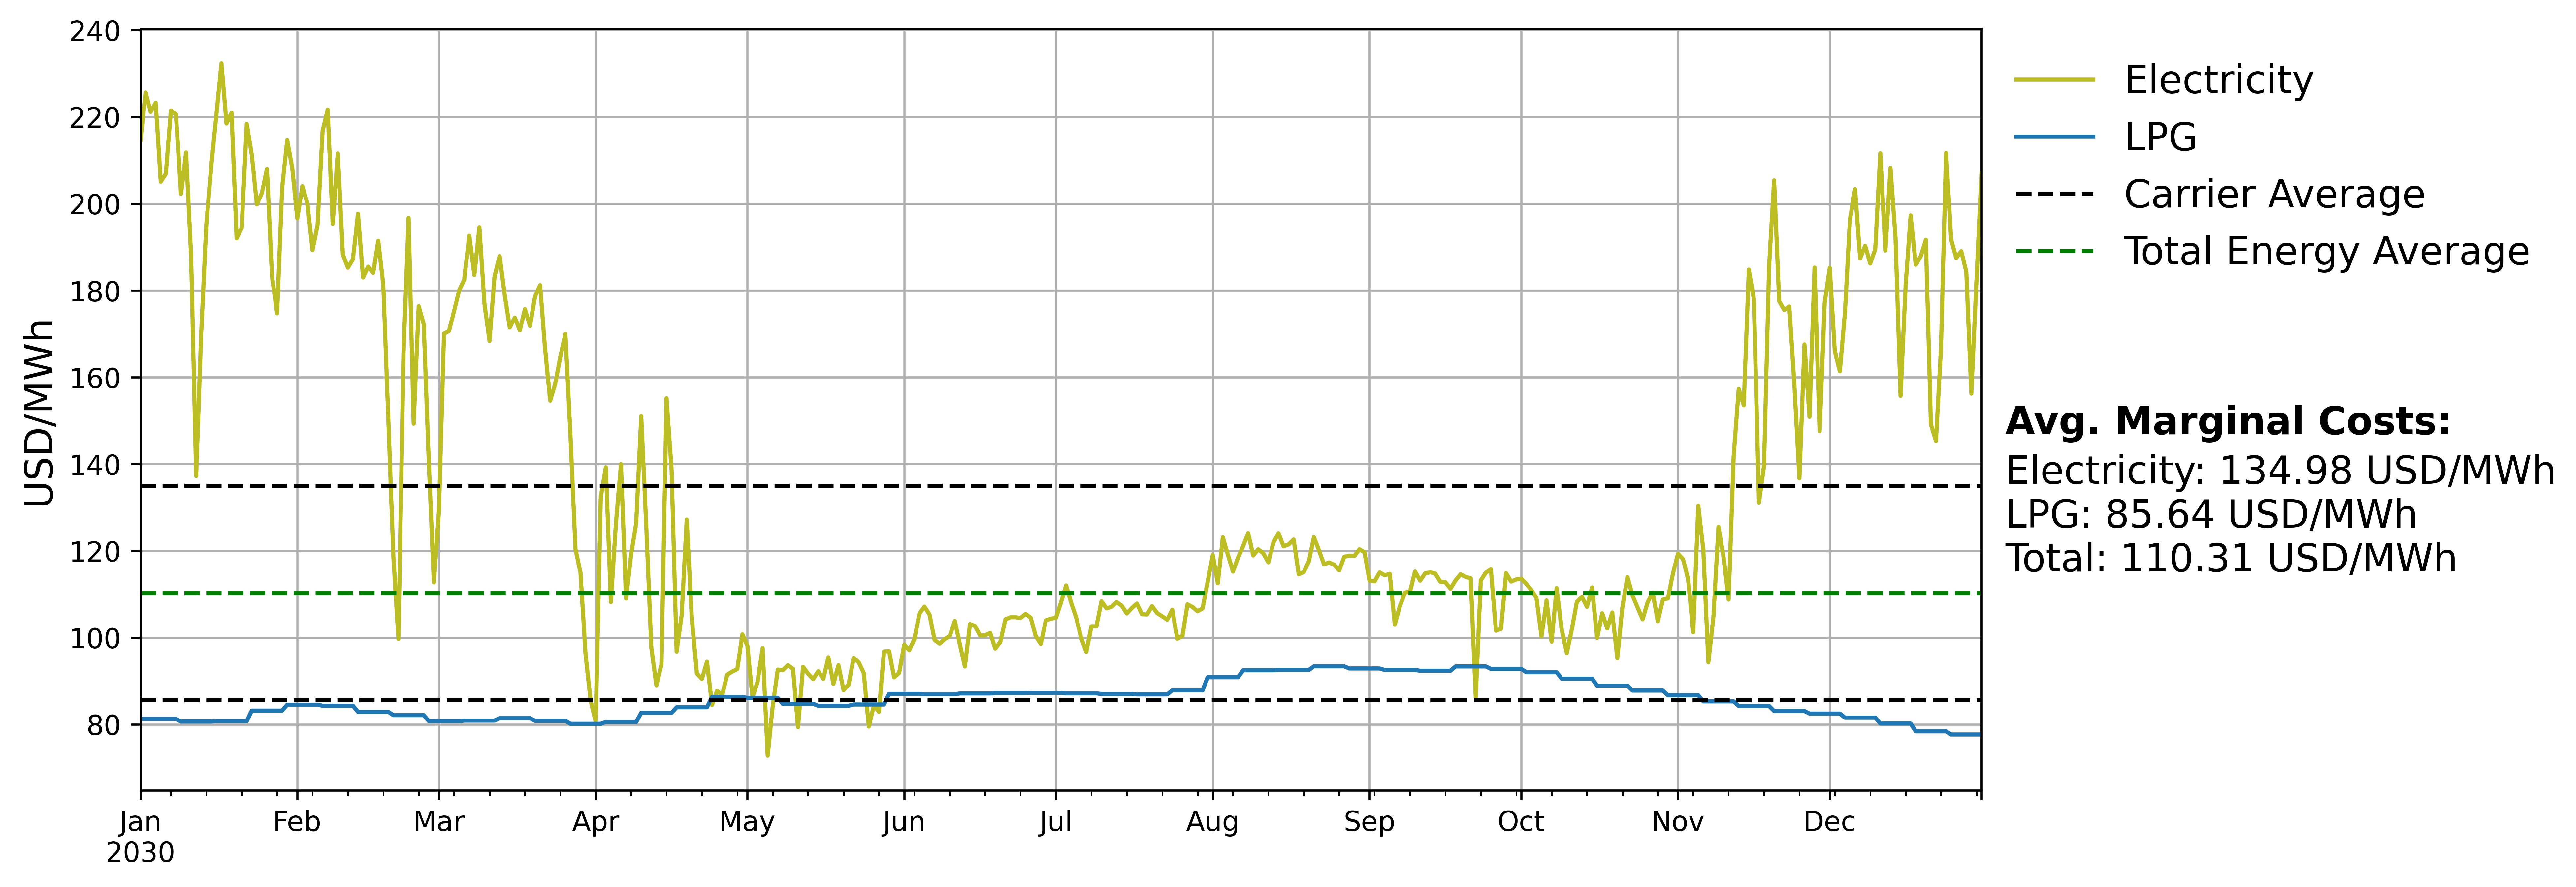 240
220
200
180
160
140
120
100
80
USD/MWh
Jan Feb Mar Apr May Jun Jul Aug Sep Oct Nov Dec
2030
Electricity
LPG
Carrier Average
Total Energy Average
Avg. Marginal Costs:
Electricity: 134.98 USD/MWh
LPG: 85.64 USD/MWh
Total: 110.31 USD/MWh